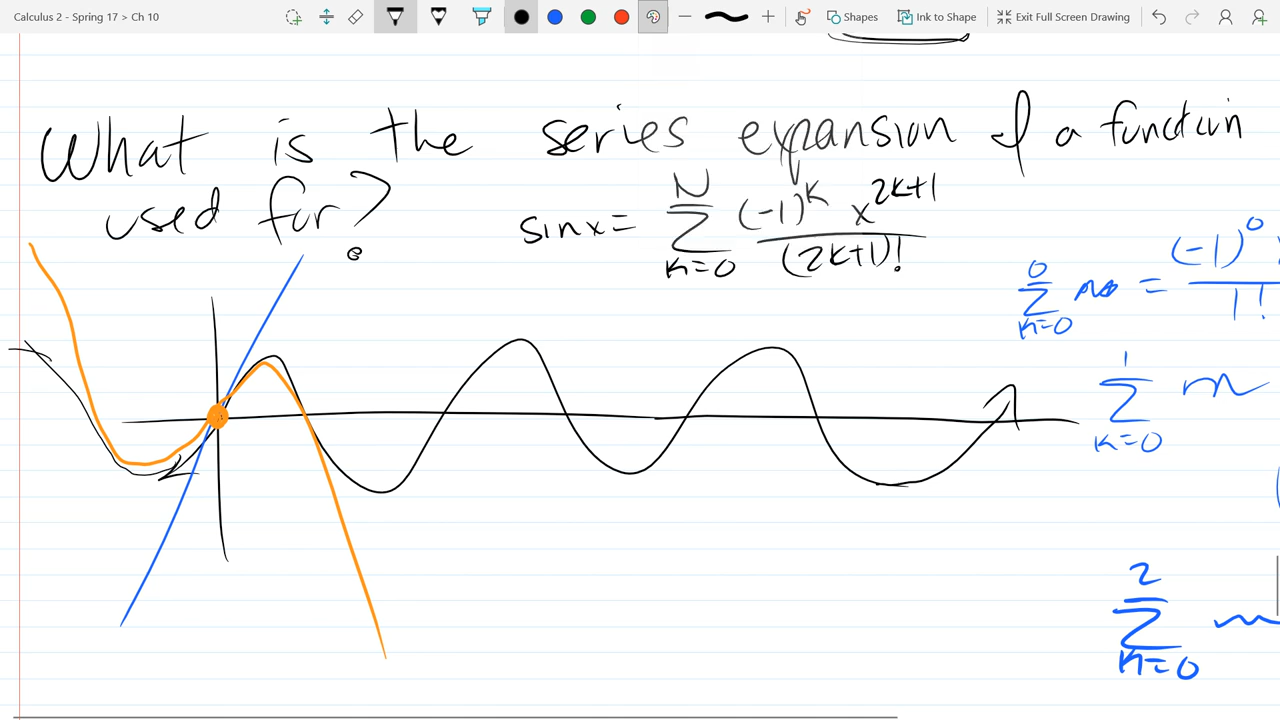 Calculus 2 - Spring 17 > Ch 10
Shapes
Ink to Shape
Exit Full Screen Drawing
What is the series expansion of a function
used for?
sinx = N Σ k=0 (-1)^k x^2k+1 / (2k+1)!
0 Σ k=0 = (-1)^0 / 1!
1 Σ k=0
2 Σ k=0